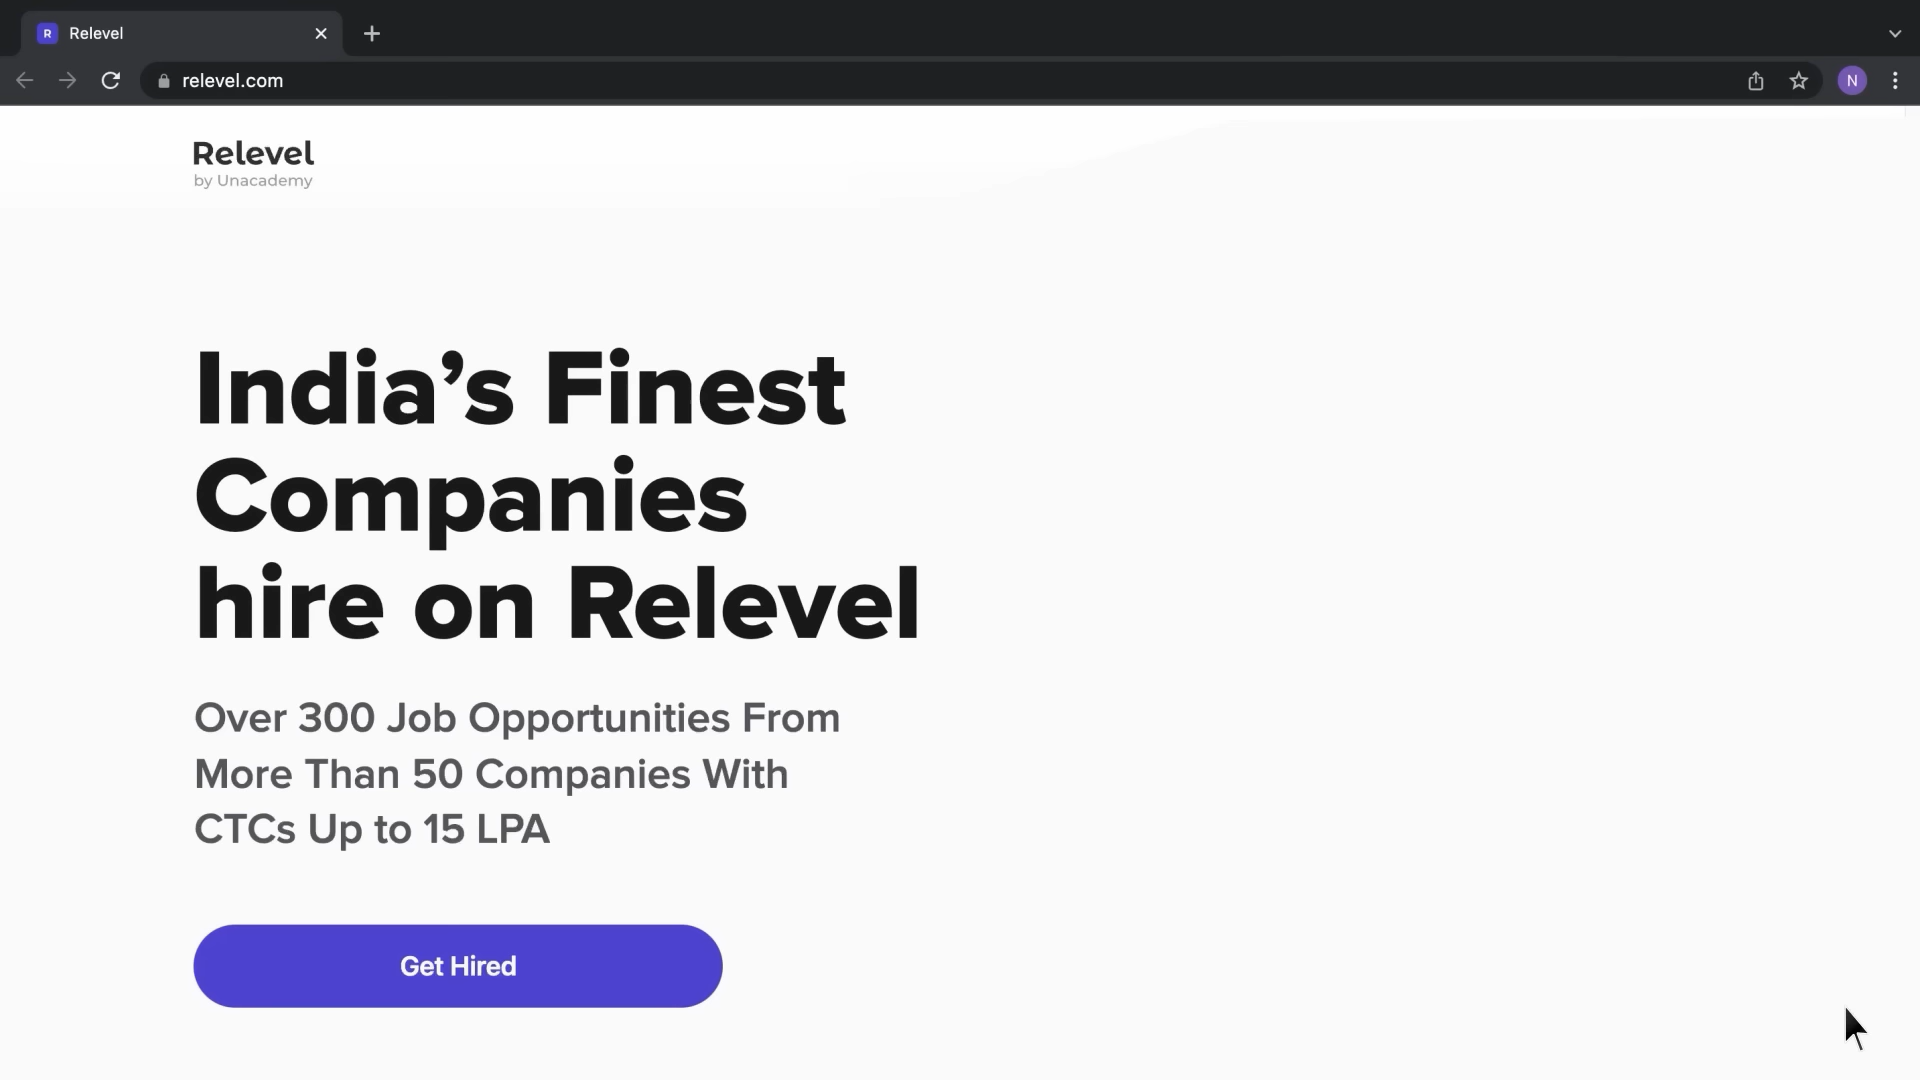 R Relevel
relevel.com
N
Relevel
by Unacademy
India’s Finest
Companies
hire on Relevel
Over 300 Job Opportunities From
More Than 50 Companies With
CTCs Up to 15 LPA
Get Hired